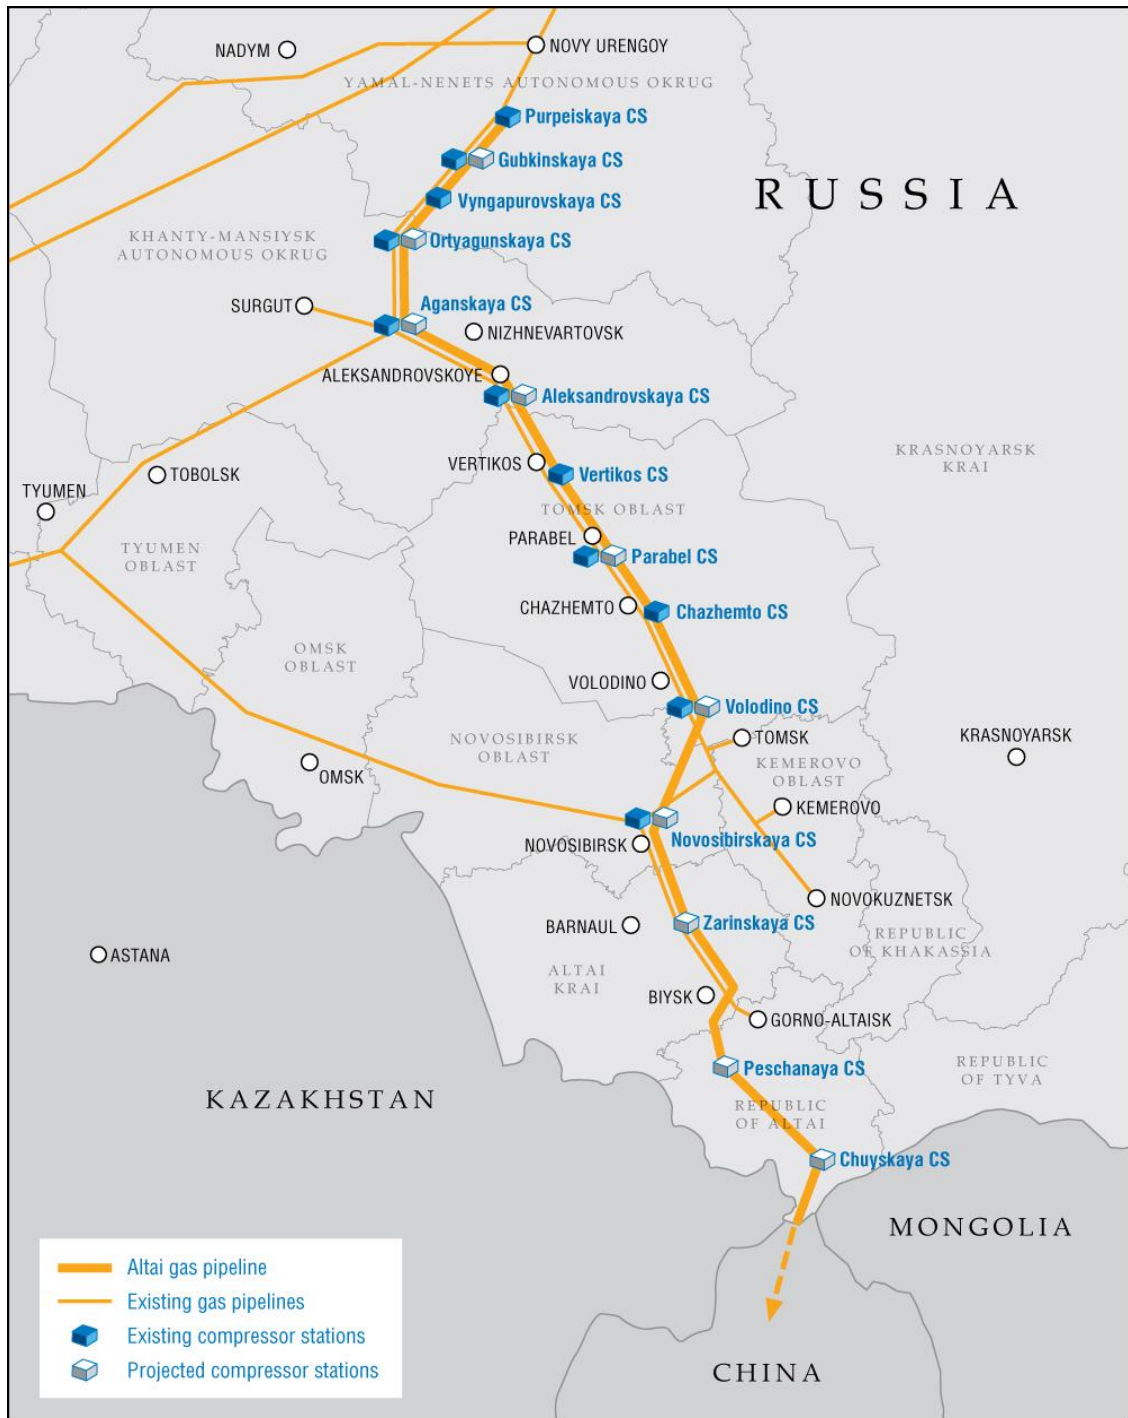 NADYM
NOVY URENGOY
YAMAL-NENETS AUTONOMOUS OKRUG
Purpeiskaya CS
Gubkinskaya CS
RUSSIA
Vyngapurovskaya CS
KHANTY-MANSIYSK
AUTONOMOUS OKRUG
Ortyagunskaya CS
SURGUT
Aganskaya CS
NIZHNEVARTOVSK
ALEKSANDROVSKOYE
Aleksandrovskaya CS
KRASNOYARSK
KRAI
VERTIKOS
Vertikos CS
TOBOLSK
TYUMEN
TOMSK OBLAST
PARABEL
Parabel CS
TYUMEN
OBLAST
CHAZHEMTO
Chazhemto CS
OMSK
OBLAST
VOLODINO
Volodino CS
NOVOSIBIRSK
OBLAST
TOMSK
KRASNOYARSK
KEMEROVO
OBLAST
OMSK
KEMEROVO
NOVOSIBIRSK
Novosibirskaya CS
NOVOKUZNETSK
BARNAUL
Zarinskaya CS
REPUBLIC
OF KHAKASSIA
ASTANA
ALTAI
KRAI
BIYSK
GORNO-ALTAISK
Peschanaya CS
REPUBLIC
OF TYVA
KAZAKHSTAN
REPUBLIC
OF ALTAI
Chuyskaya CS
MONGOLIA
Altai gas pipeline
Existing gas pipelines
Existing compressor stations
Projected compressor stations
CHINA